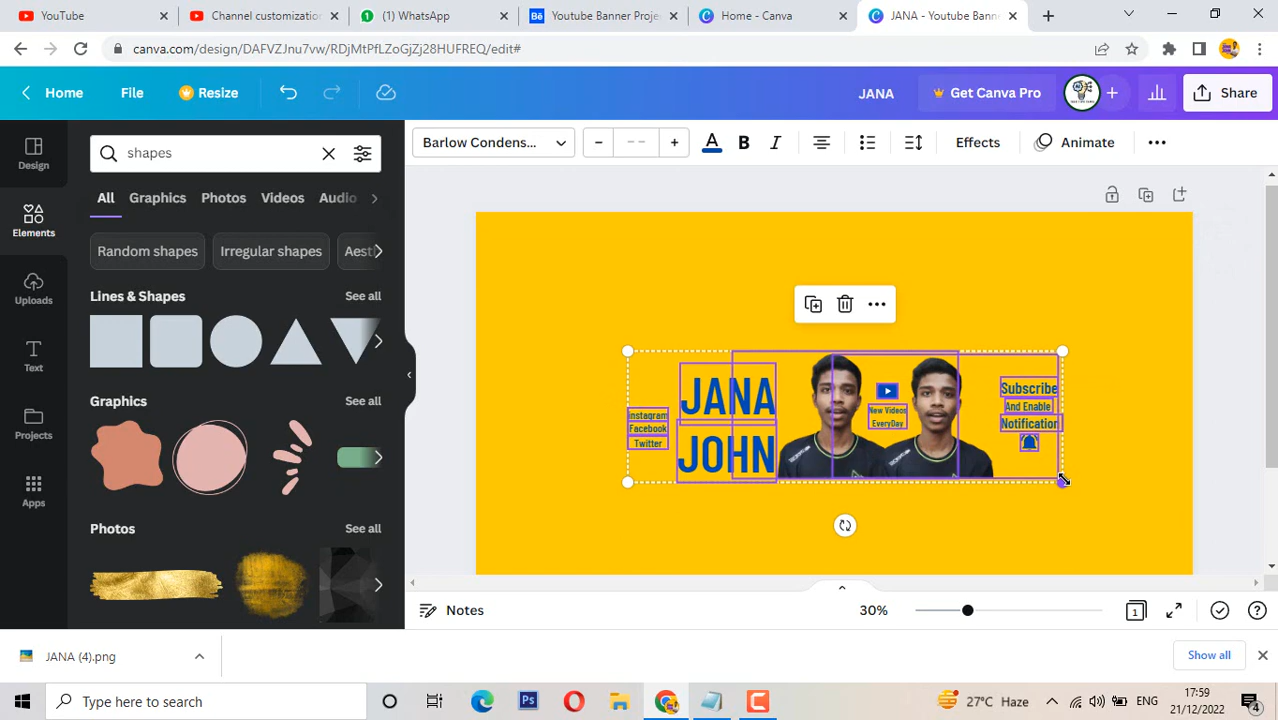 YouTube
Channel customizatio
(1) WhatsApp
Youtube Banner Proje
Home - Canva
JANA - Youtube Bann
canva.com/design/DAFVZJnu7vw/RDjMtPfLZoGjZj28HUFREQ/edit#
Home
File
Resize
JANA
Get Canva Pro
Share
Design
Elements
Uploads
Text
Projects
Apps
shapes
All
Graphics
Photos
Videos
Audio
Random shapes
Irregular shapes
Aest
Lines & Shapes
See all
Graphics
See all
Photos
See all
Barlow Condens...
B
I
A
Effects
Animate
JANA
JOHN
Instagram
Facebook
Twitter
New Videos
EveryDay
Subscribe
And Enable
Notification
Notes
30%
1
JANA (4).png
Show all
Type here to search
Ps
27°C Haze
ENG
17:59
21/12/2022
4